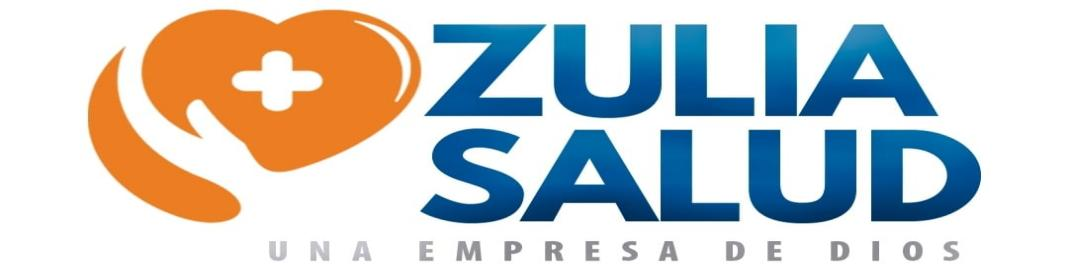 ZULIA
SALUD
UNA EMPRESA DE DIOS